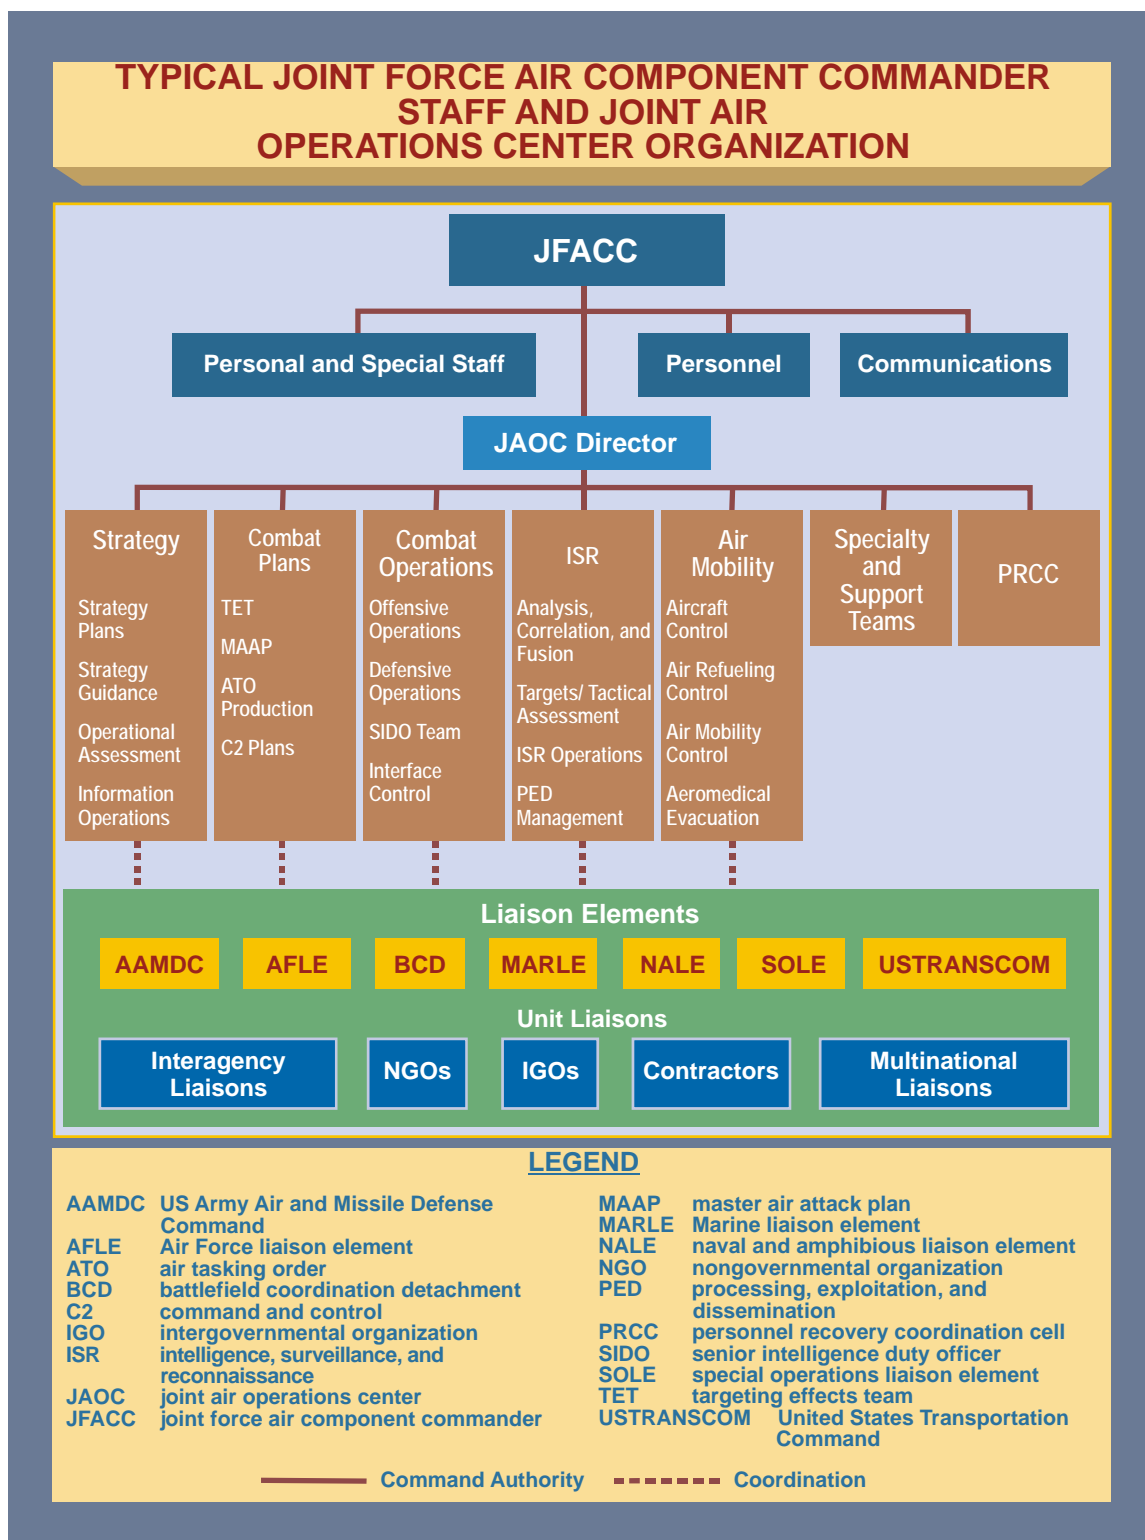 TYPICAL JOINT FORCE AIR COMPONENT COMMANDER
STAFF AND JOINT AIR
OPERATIONS CENTER ORGANIZATION
JFACC
Personal and Special Staff
Personnel
Communications
JAOC Director
Strategy
Strategy
Plans
Strategy
Guidance
Operational
Assessment
Information
Operations
Combat
Plans
TET
MAAP
ATO
Production
C2 Plans
Combat
Operations
Offensive
Operations
Defensive
Operations
SIDO Team
Interface
Control
ISR
Analysis,
Correlation, and
Fusion
Targets/ Tactical
Assessment
ISR Operations
PED
Management
Air
Mobility
Aircraft
Control
Air Refueling
Control
Air Mobility
Control
Aeromedical
Evacuation
Specialty
and
Support
Teams
PRCC
Liaison Elements
AAMDC
AFLE
BCD
MARLE
NALE
SOLE
USTRANSCOM
Unit Liaisons
Interagency
Liaisons
NGOs
IGOs
Contractors
Multinational
Liaisons
LEGEND
AAMDC US Army Air and Missile Defense
Command
AFLE Air Force liaison element
ATO air tasking order
BCD battlefield coordination detachment
C2 command and control
IGO intergovernmental organization
ISR intelligence, surveillance, and
reconnaissance
JAOC joint air operations center
JFACC joint force air component commander
MAAP master air attack plan
MARLE Marine liaison element
NALE naval and amphibious liaison element
NGO nongovernmental organization
PED processing, exploitation, and
dissemination
PRCC personnel recovery coordination cell
SIDO senior intelligence duty officer
SOLE special operations liaison element
TET targeting effects team
USTRANSCOM United States Transportation
Command
Command Authority
Coordination